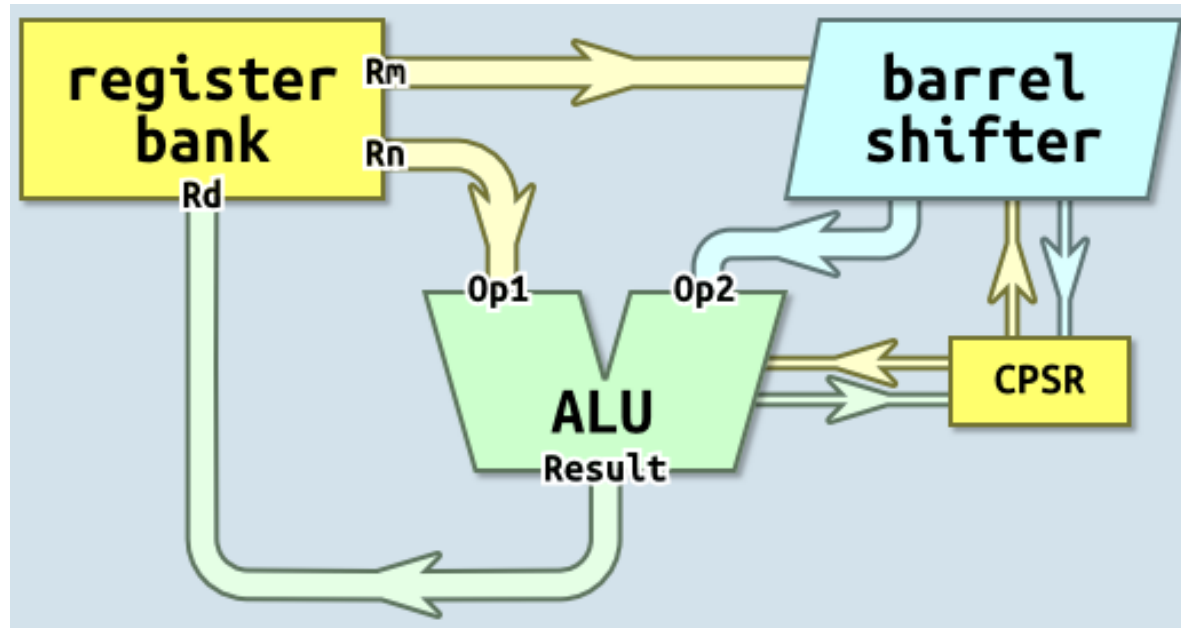 register
bank
Rm
Rn
Rd
barrel
shifter
Op1
Op2
ALU
Result
CPSR